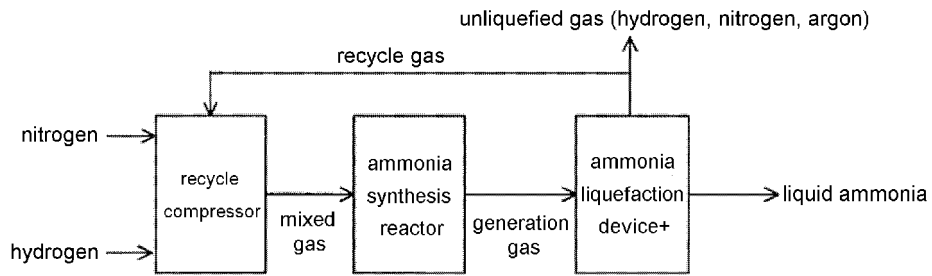 unliquefied gas (hydrogen, nitrogen, argon)
recycle gas
nitrogen
hydrogen
recycle
compressor
mixed
gas
ammonia
synthesis
reactor
generation
gas
ammonia
liquefaction
device+
liquid ammonia